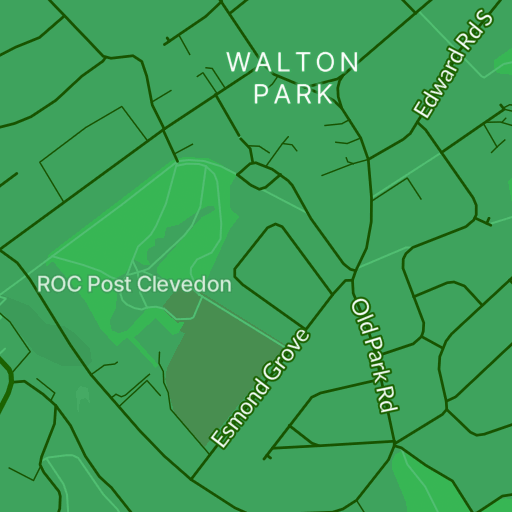 WALTON
PARK
Edward Rd S
ROC Post Clevedon
Old Park Rd
Esmond Grove